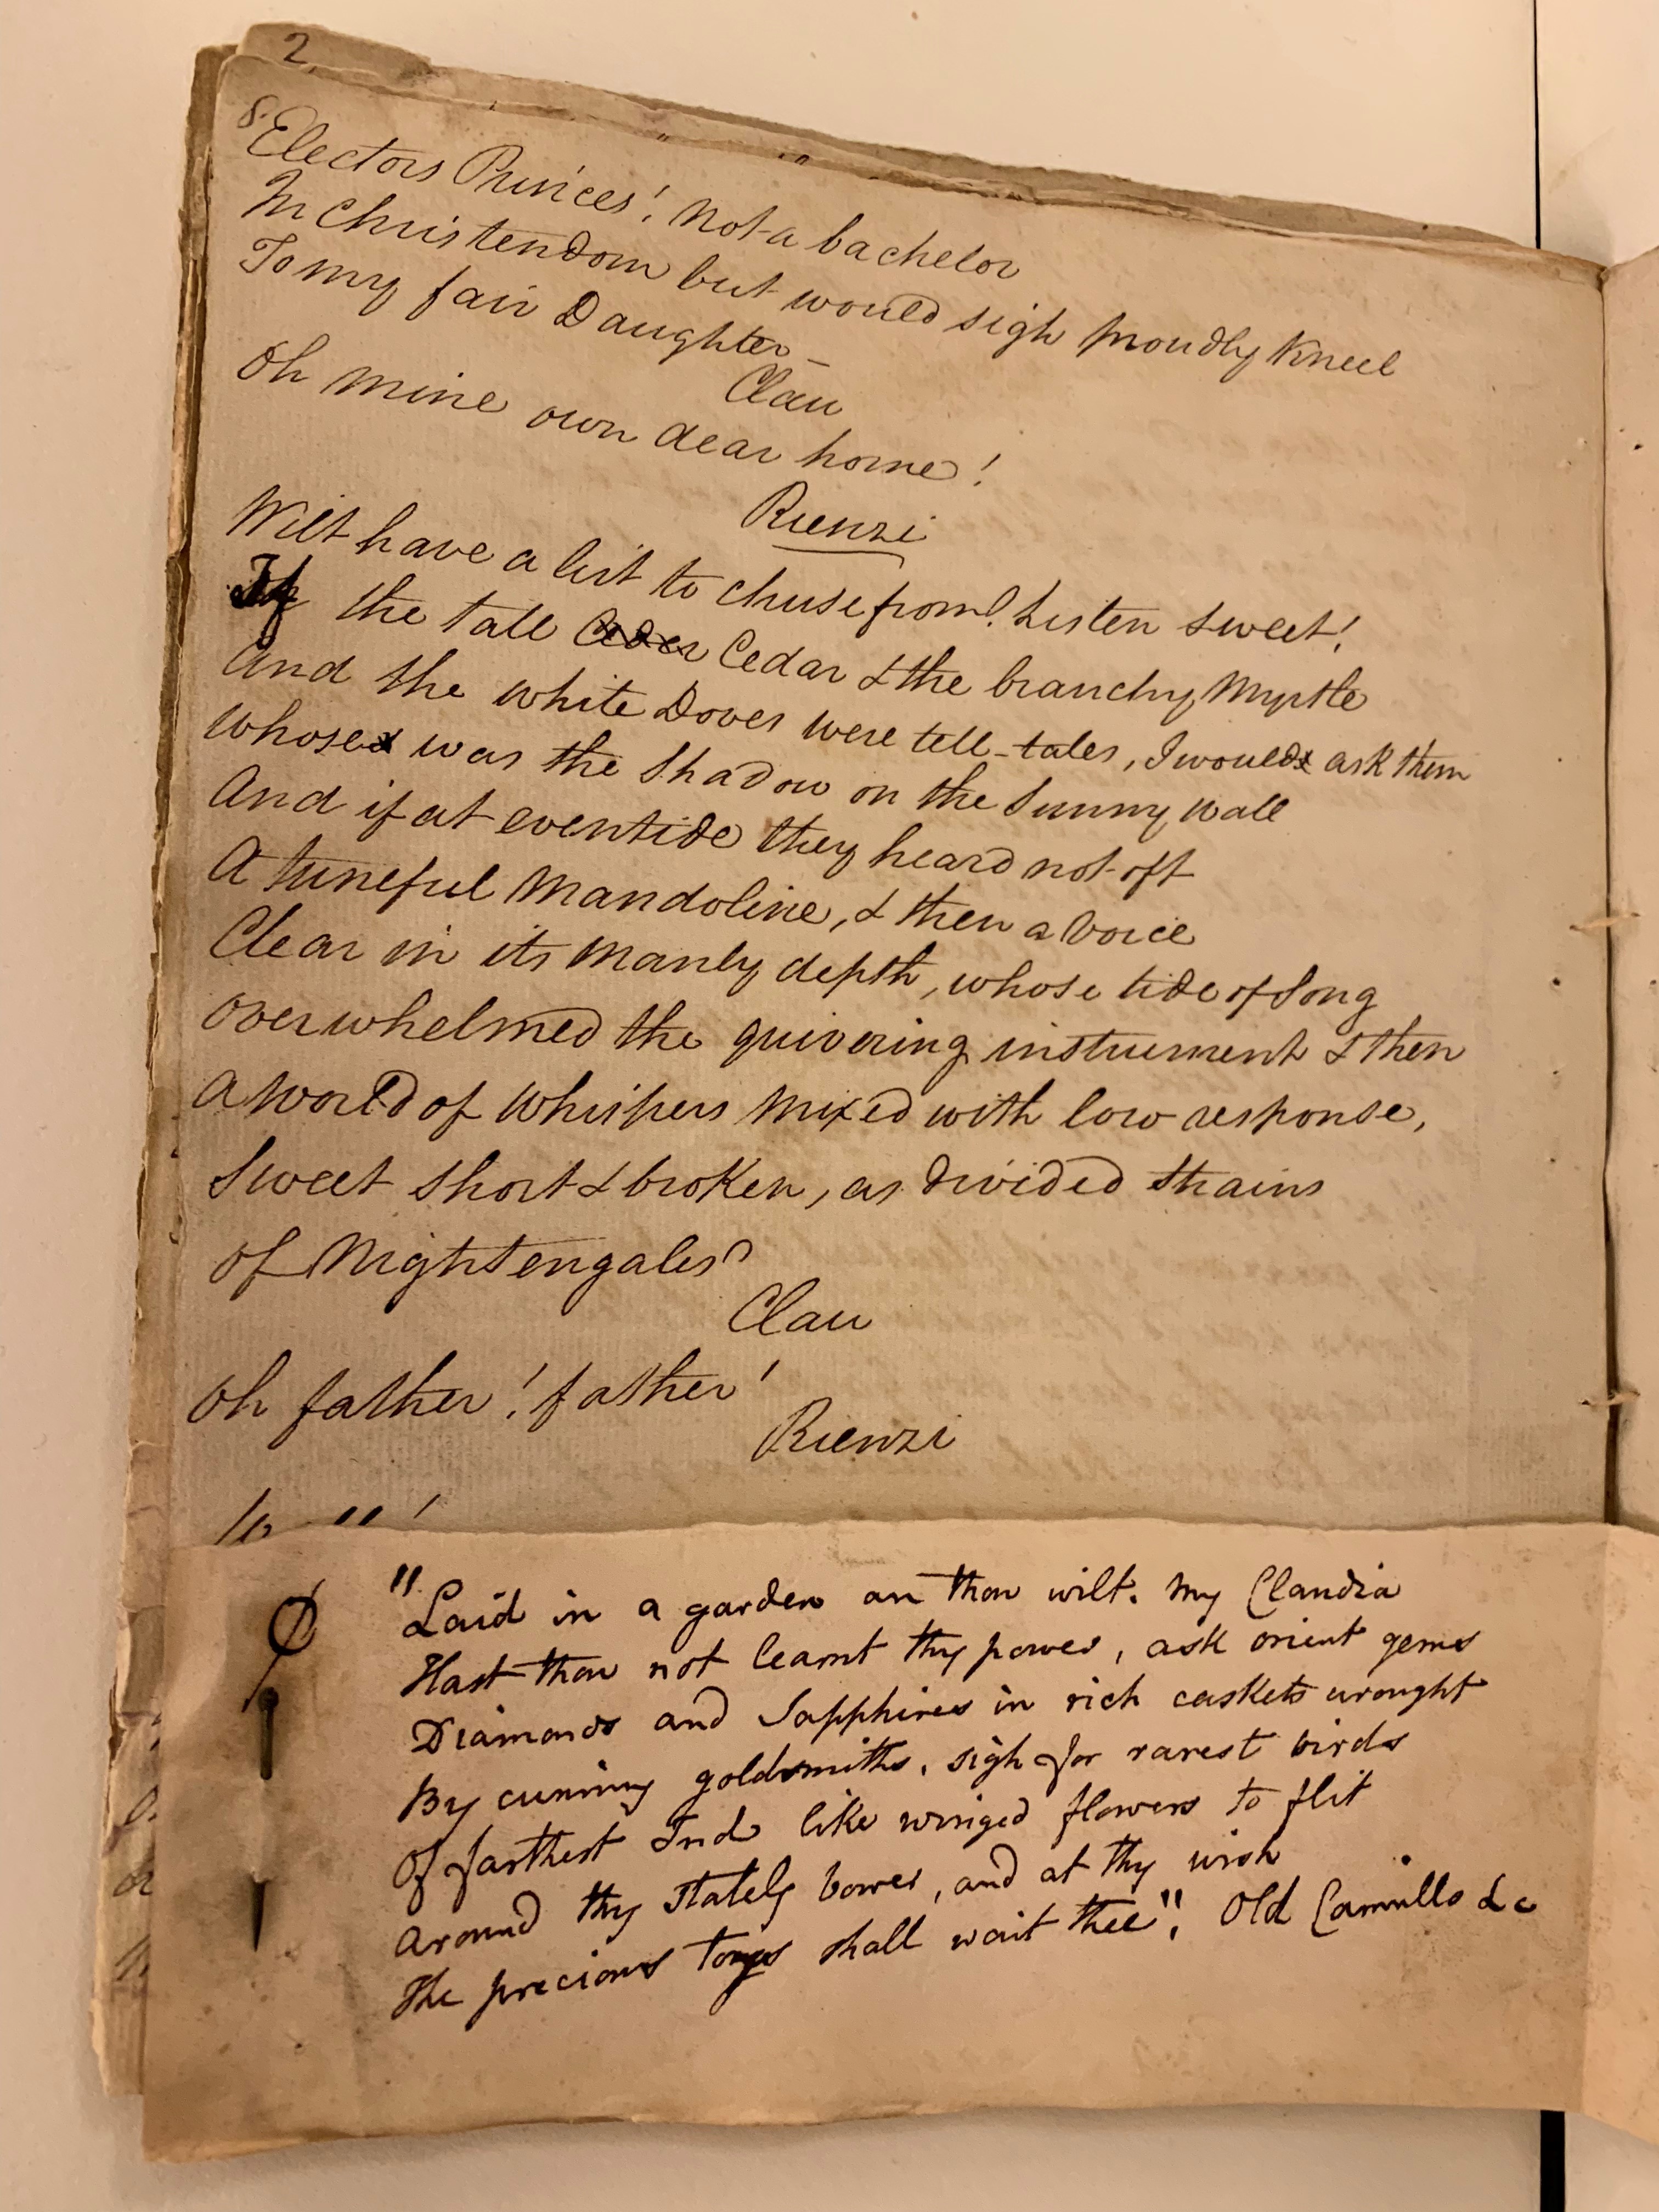 2
8.
Electors Princes! Not a bachelor
In Christendom but would sigh proudly Kneel
To my fair Daughter –
Clau
Oh mine own dear home!
Rienzi
Wilt have a list to chuse from? Listen sweet!
If the tall Ceder Cedar & the branchy Myrtle
And the white Doves were tell-tales, I would ask them
Whose was the Shadow on the Sunny wall
And if at eventide they heard not oft
A tuneful Mandoline, & then a Voice
Clear in its Manly depth, whose tide of Song
Overwhelmed the quivering instrument & then
A World of Whispers Mixed with low response,
Sweet short & broken, as divided strains
Of Nightengales?
Clau
Oh father! father!
Rienzi
"Laid in a garden an thou wilt. My Claudia
Hast thou not learnt thy power, ask orient gems
Diamonds and Sapphires in rich caskets wrought
By cunning goldsmiths, sigh for rarest birds
Of farthest Ind like winged flowers to flit
Around thy stately bower, and at thy wish
The precious toys shall wait thee". Old Camillo &c